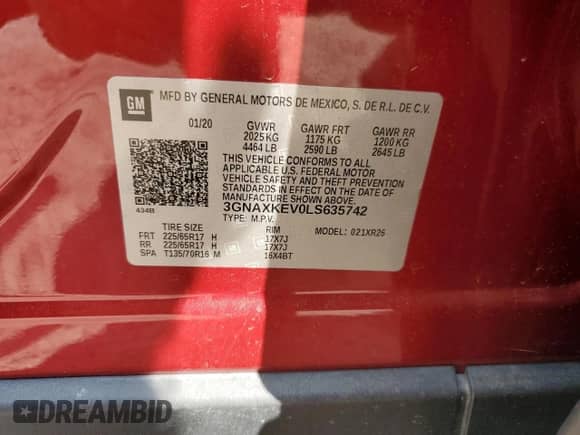 GM
MFD BY GENERAL MOTORS DE MEXICO, S. DE R.L. DE C.V.
01/20 GVWR GAWR FRT GAWR RR
2025 KG 1175 KG 1200 KG
4464 LB 2590 LB 2645 LB
THIS VEHICLE CONFORMS TO ALL
APPLICABLE U.S. FEDERAL MOTOR
VEHICLE SAFETY AND THEFT PREVENTION
STANDARDS IN EFFECT ON THE DATE OF
MANUFACTURE SHOWN ABOVE.
3GNAXKEV0LS635742
434B TYPE: M.P.V.
TIRE SIZE RIM MODEL: 021XR26
FRT 225/65R17 H 17X7J
RR 225/65R17 H 17X7J
SPA T135/70R16 M 16X4BT
DREAMBID